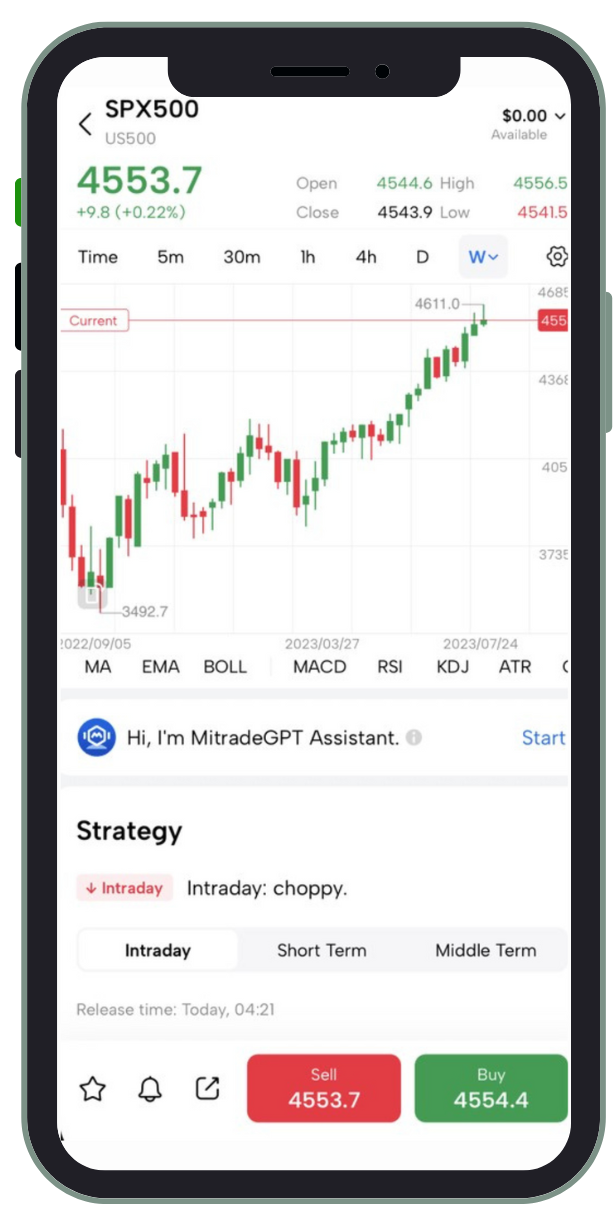 SPX500
US500
$0.00
Available
4553.7
+9.8 (+0.22%)
Open 4544.6 High 4556.5
Close 4543.9 Low 4541.5
Time 5m 30m 1h 4h D W
4685
4611.0
Current 455
4368
405
3735
3492.7
2022/09/05 2023/03/27 2023/07/24
MA EMA BOLL MACD RSI KDJ ATR
Hi, I'm MitradeGPT Assistant. Start
Strategy
↓ Intraday Intraday: choppy.
Intraday Short Term Middle Term
Release time: Today, 04:21
Sell Buy
4553.7 4554.4